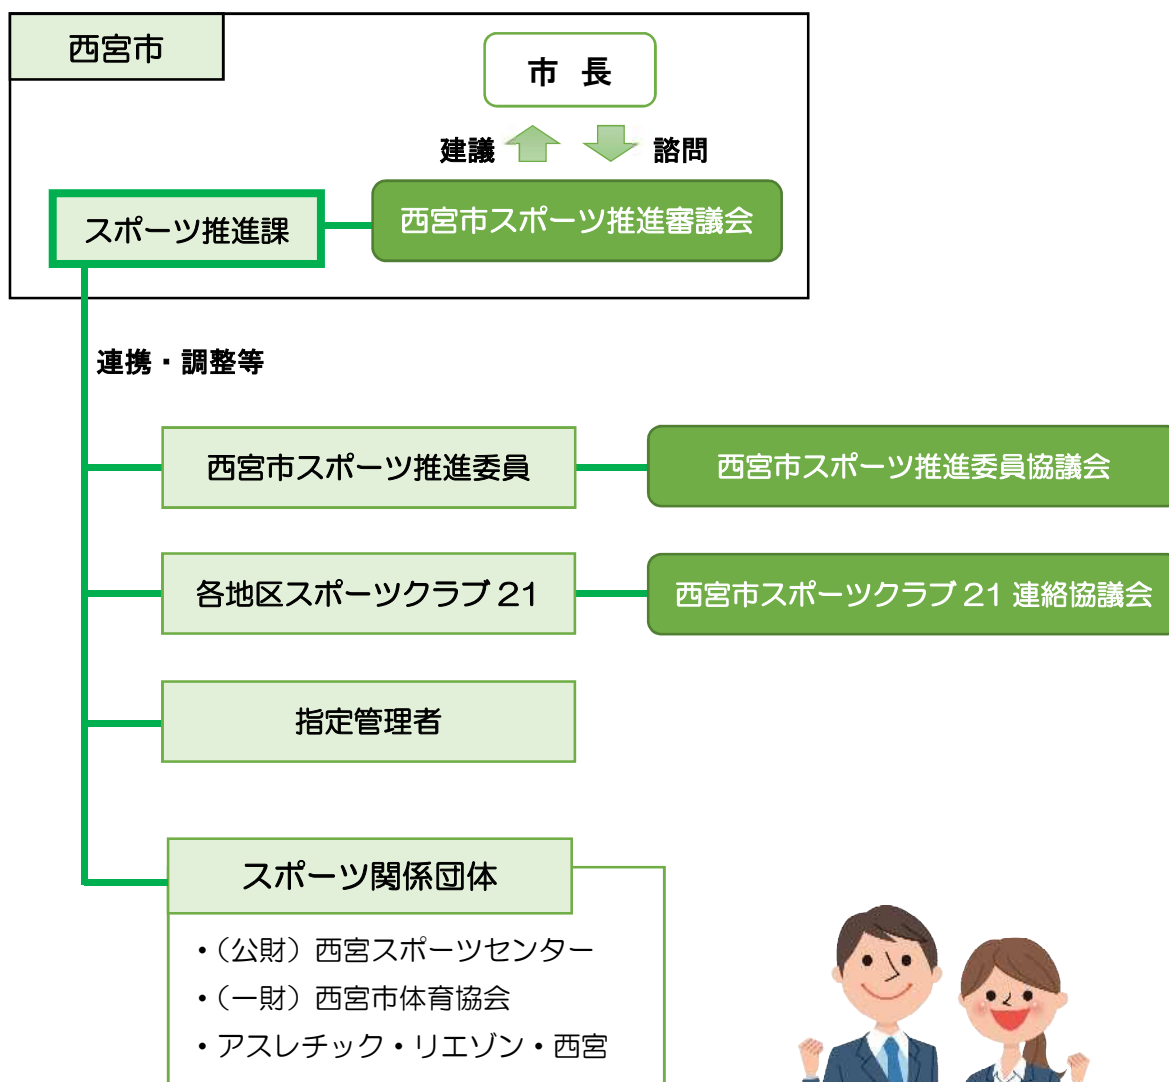 西宮市
市 長
建議
諮問
スポーツ推進課
西宮市スポーツ推進審議会
連携・調整等
西宮市スポーツ推進委員
西宮市スポーツ推進委員協議会
各地区スポーツクラブ 21
西宮市スポーツクラブ 21 連絡協議会
指定管理者
スポーツ関係団体
・（公財）西宮スポーツセンター
・（一財）西宮市体育協会
・アスレチック・リエゾン・西宮